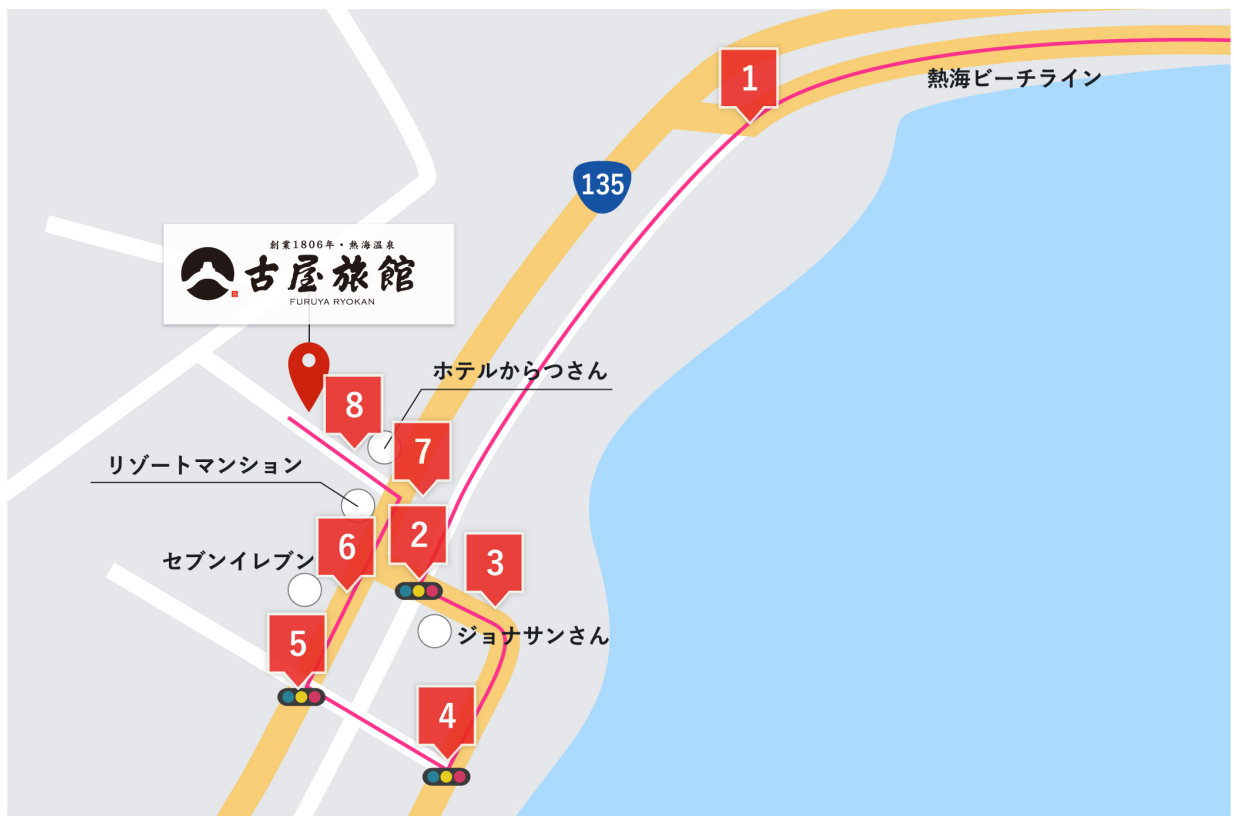 1
熱海ビーチライン
135
創業1806年・熱海温泉
古屋旅館
FURUYA RYOKAN
ホテルからつさん
8
7
リゾートマンション
2
6
3
セブンイレブン
5
ジョナサンさん
4